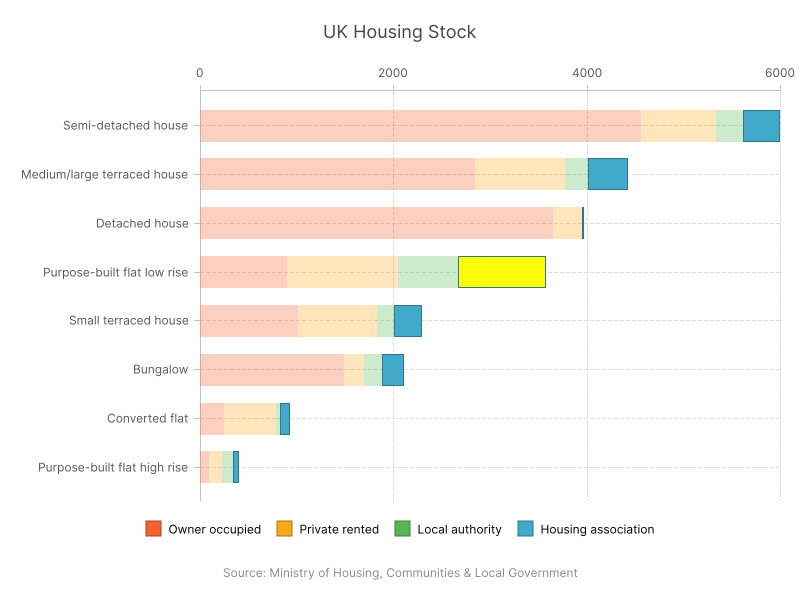 UK Housing Stock
0 2000 4000 6000
Semi-detached house
Medium/large terraced house
Detached house
Purpose-built flat low rise
Small terraced house
Bungalow
Converted flat
Purpose-built flat high rise
Owner occupied Private rented Local authority Housing association
Source: Ministry of Housing, Communities & Local Government